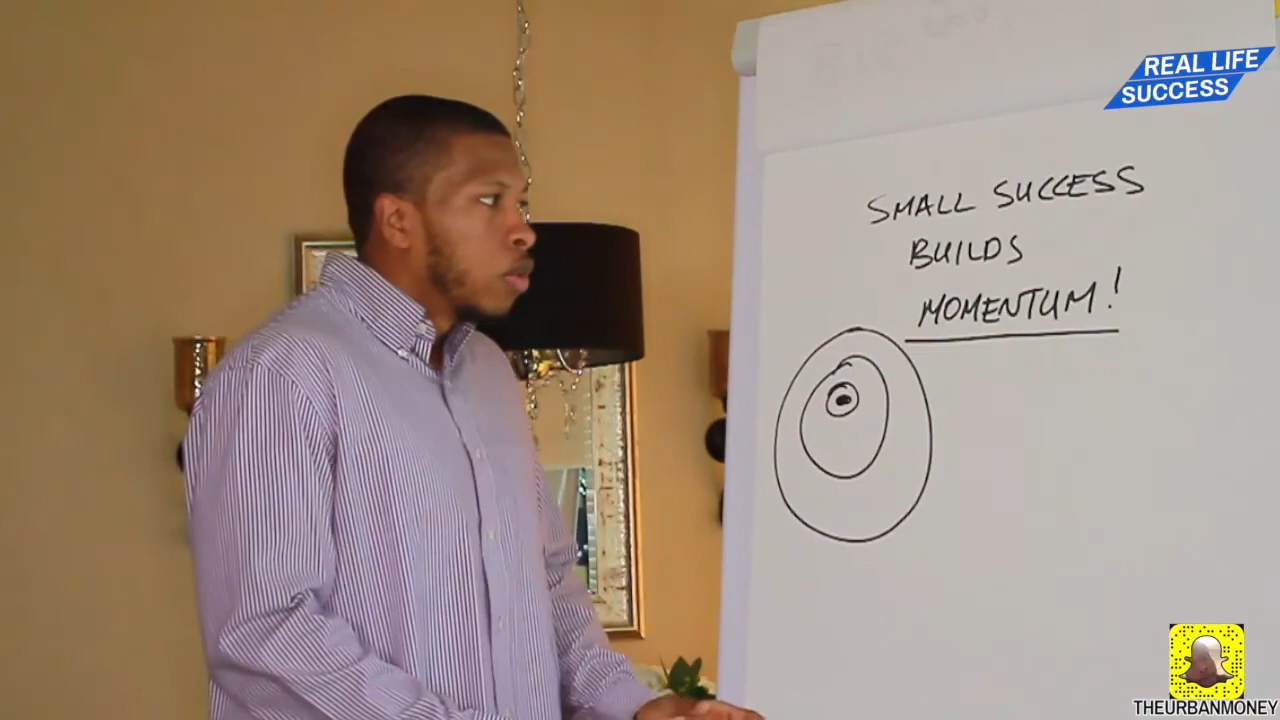 REAL LIFE
SUCCESS
SMALL SUCCESS
BUILDS
MOMENTUM!
THEURBANMONEY